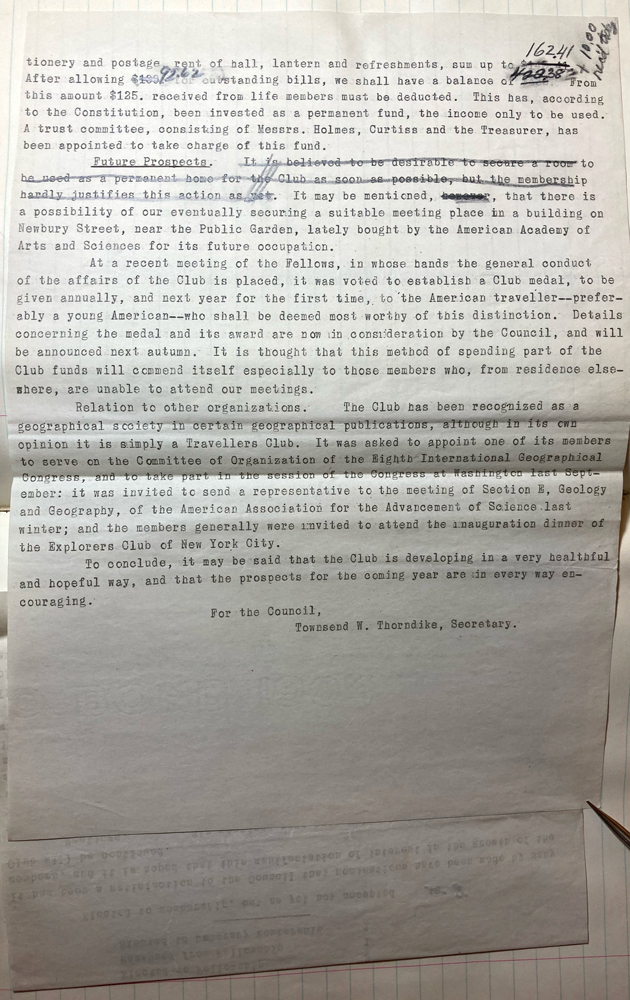 162.41
+ 10.00
tionery and postage, rent of hall, lantern and refreshments, sum up to
After allowing 92.62 for outstanding bills, we shall have a balance of From
this amount $125. received from life members must be deducted. This has, according
to the Constitution, been invested as a permanent fund, the income only to be used.
A trust committee, consisting of Messrs. Holmes, Curtiss and the Treasurer, has
been appointed to take charge of this fund.
Future Prospects. It is believed to be desirable to secure a room to
be used as a permanent home for the Club as soon as possible, but the membership
hardly justifies this action as yet. It may be mentioned, however, that there is
a possibility of our eventually securing a suitable meeting place in a building on
Newbury Street, near the Public Garden, lately bought by the American Academy of
Arts and Sciences for its future occupation.
At a recent meeting of the Fellows, in whose hands the general conduct
of the affairs of the Club is placed, it was voted to establish a Club medal, to be
given annually, and next year for the first time, to the American traveller--prefer-
ably a young American--who shall be deemed most worthy of this distinction. Details
concerning the medal and its award are now in consideration by the Council, and will
be announced next autumn. It is thought that this method of spending part of the
Club funds will commend itself especially to those members who, from residence else-
where, are unable to attend our meetings.
Relation to other organizations. The Club has been recognized as a
geographical society in certain geographical publications, although in its own
opinion it is simply a Travellers Club. It was asked to appoint one of its members
to serve on the Committee of Organization of the Eighth International Geographical
Congress, and to take part in the session of the Congress at Washington last Sept-
ember: it was invited to send a representative to the meeting of Section E, Geology
and Geography, of the American Association for the Advancement of Science last
winter; and the members generally were invited to attend the inauguration dinner of
the Explorers Club of New York City.
To conclude, it may be said that the Club is developing in a very healthful
and hopeful way, and that the prospects for the coming year are in every way en-
couraging.
For the Council,
Townsend W. Thorndike, Secretary.